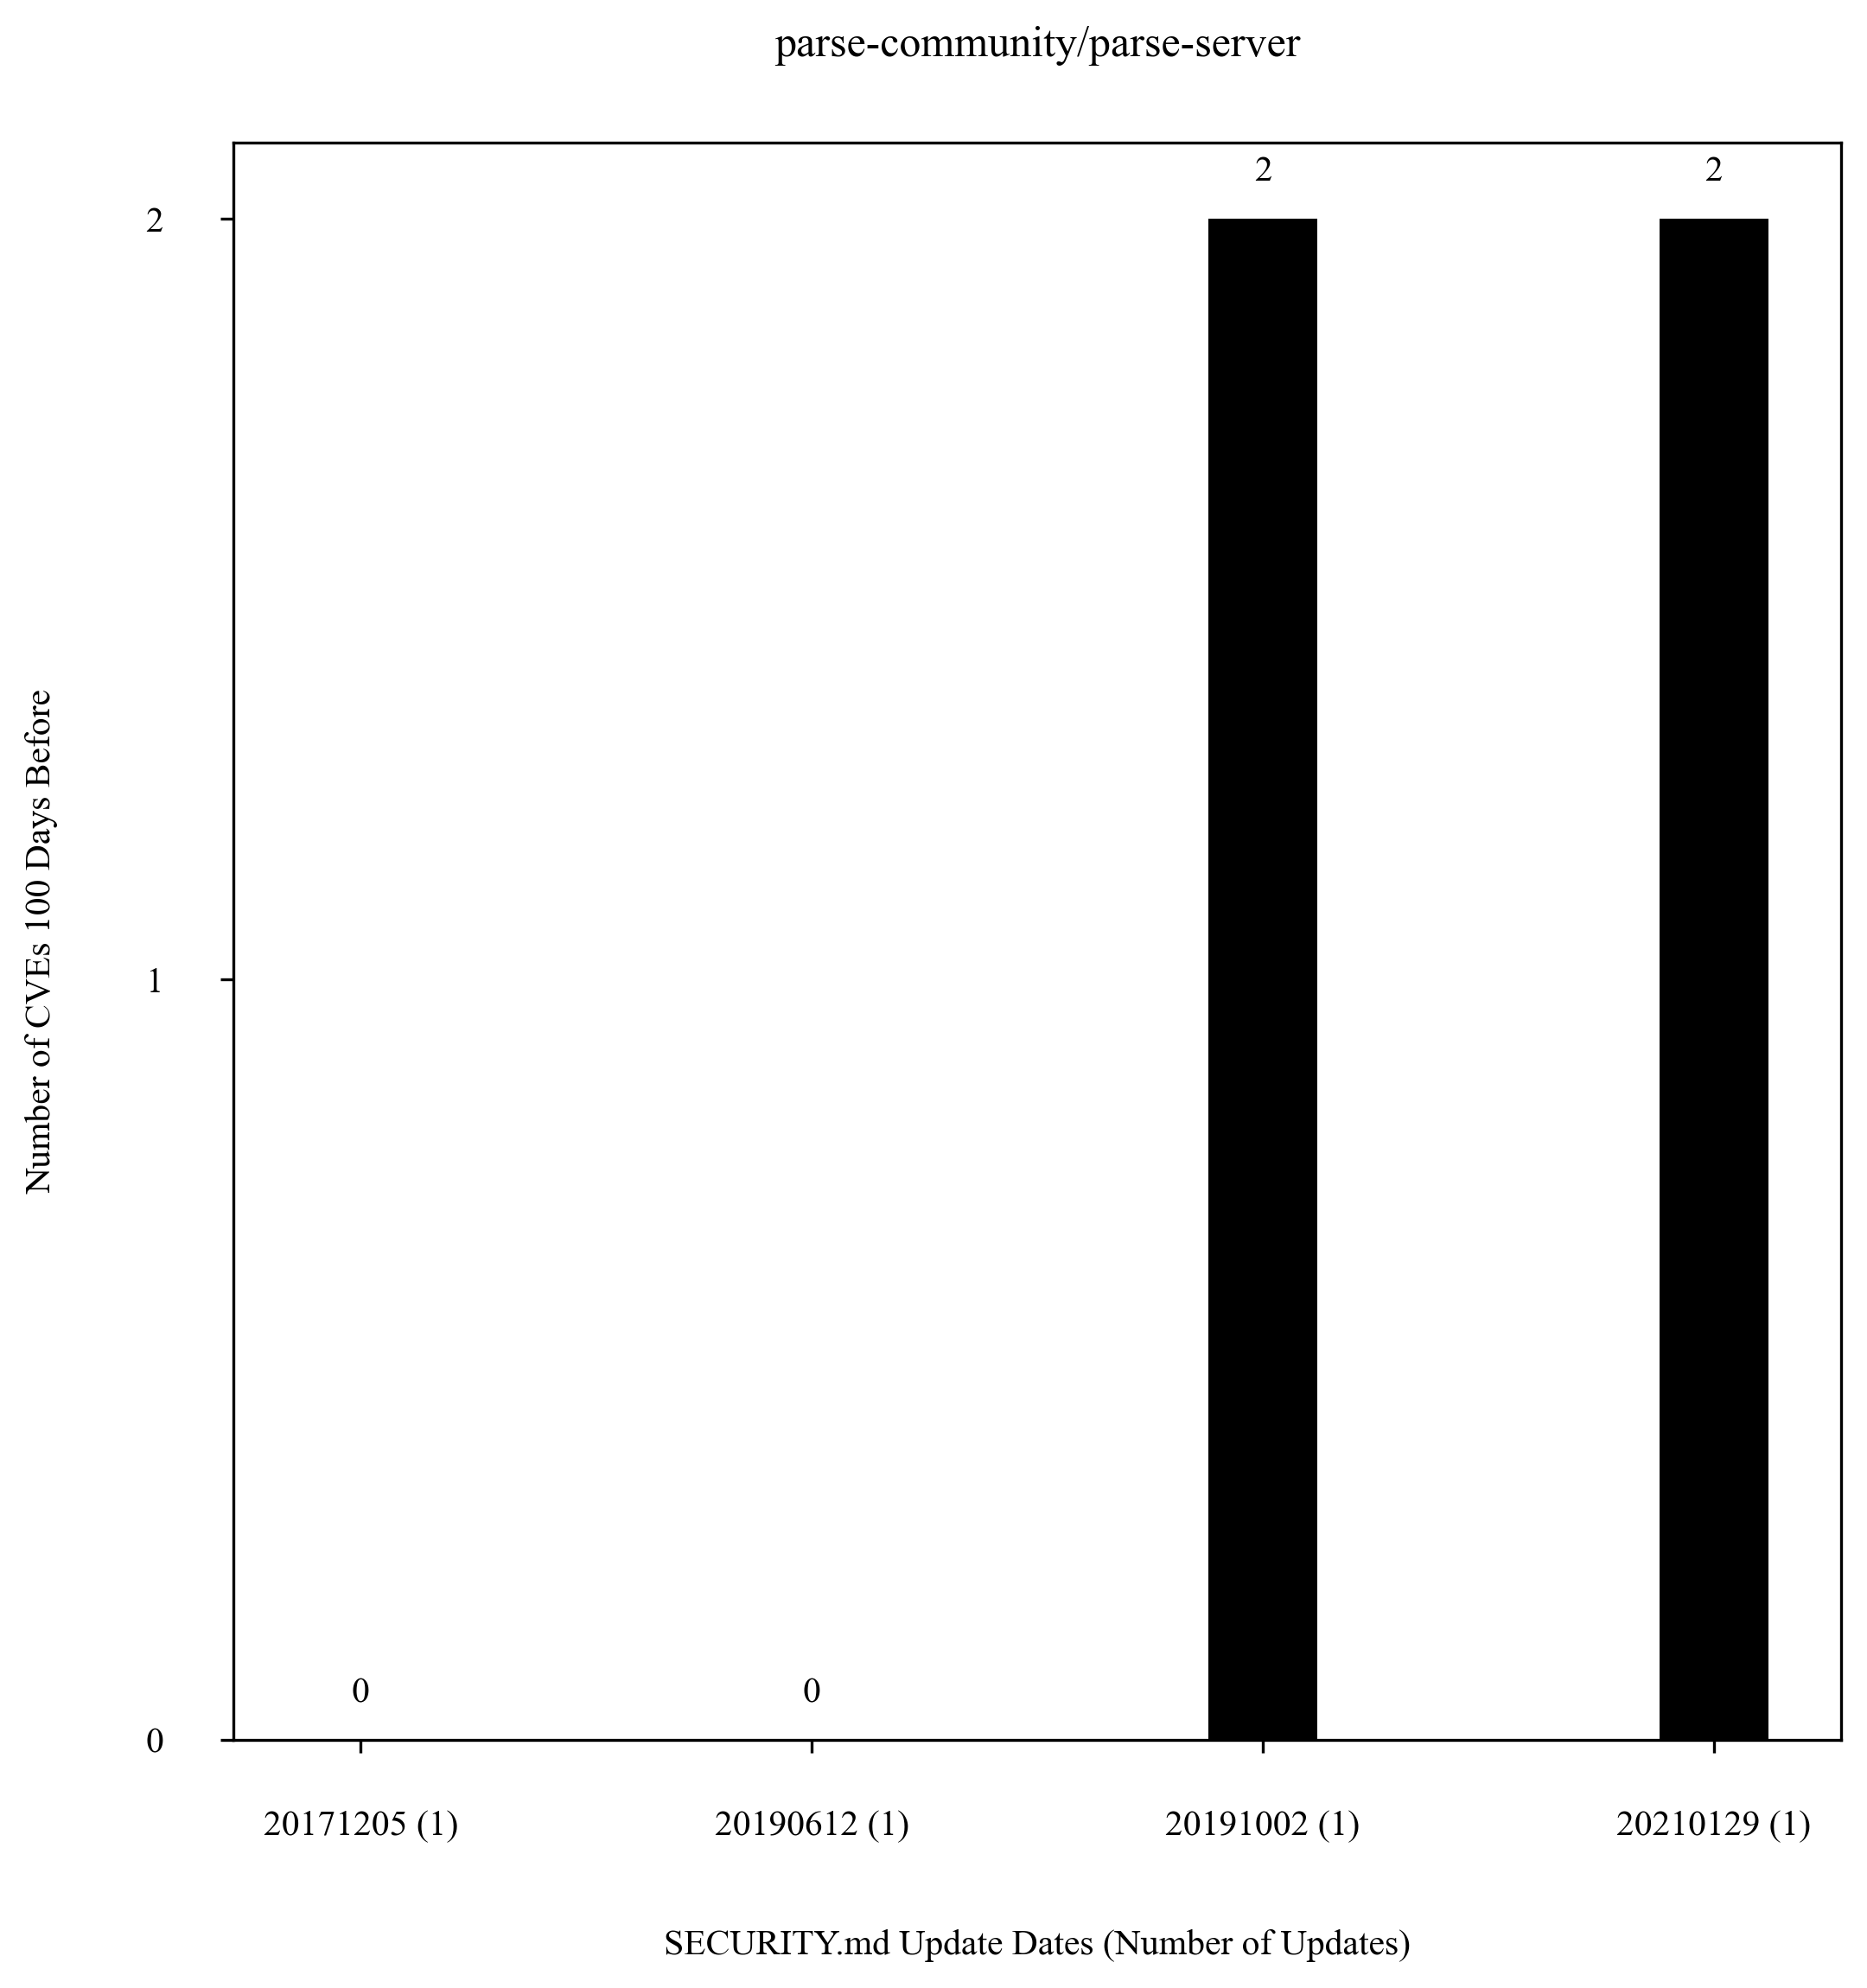 parse-community/parse-server
2 2
2
1
Number of CVEs 100 Days Before
0 0
0
20171205 (1) 20190612 (1) 20191002 (1) 20210129 (1)
SECURITY.md Update Dates (Number of Updates)